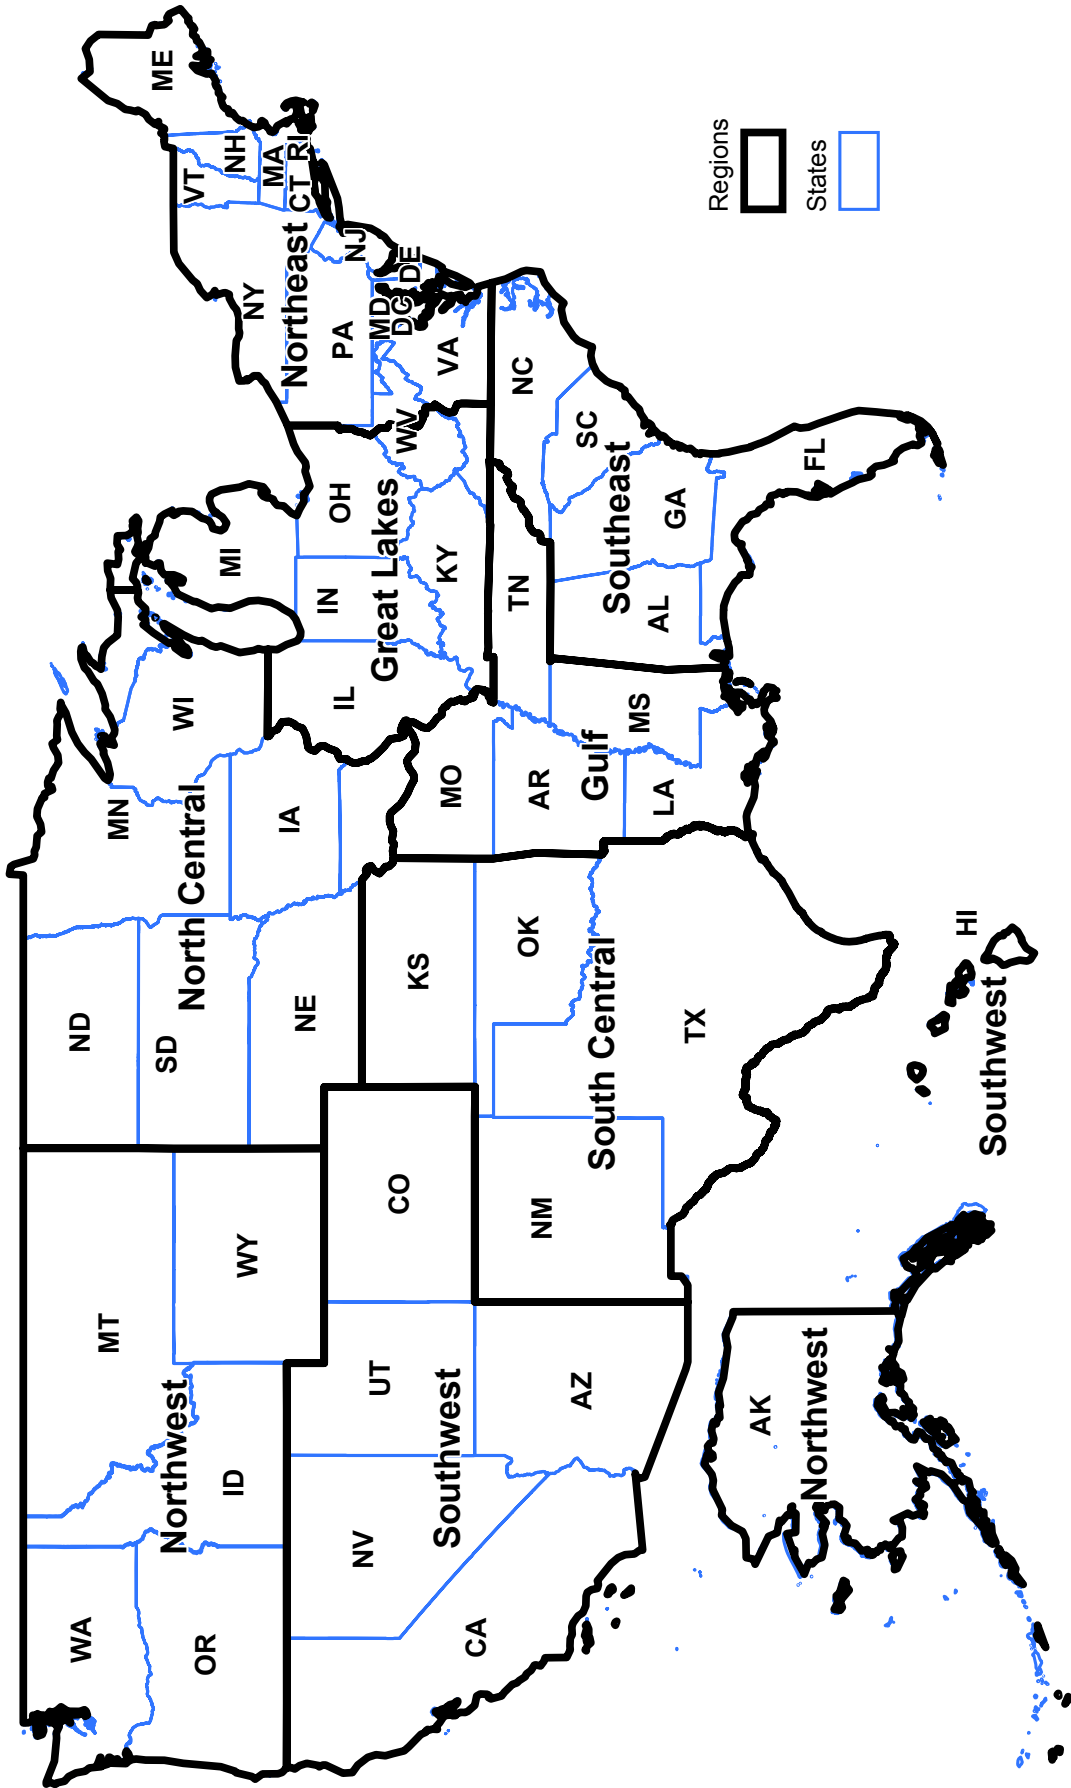 WA
MT
ND
MN
ME
VT
NH
Northwest
ID
OR
WY
SD
North Central
WI
MI
NY
MA
RI
CT
Northeast
NE
IA
IL
IN
OH
PA
NJ
NV
UT
CO
KS
MO
Great Lakes
KY
WV
VA
MD
DC
DE
CA
Southwest
AZ
NM
OK
AR
TN
NC
South Central
TX
Gulf
LA
MS
AL
Southeast
GA
SC
FL
AK
Northwest
HI
Southwest
Regions
States